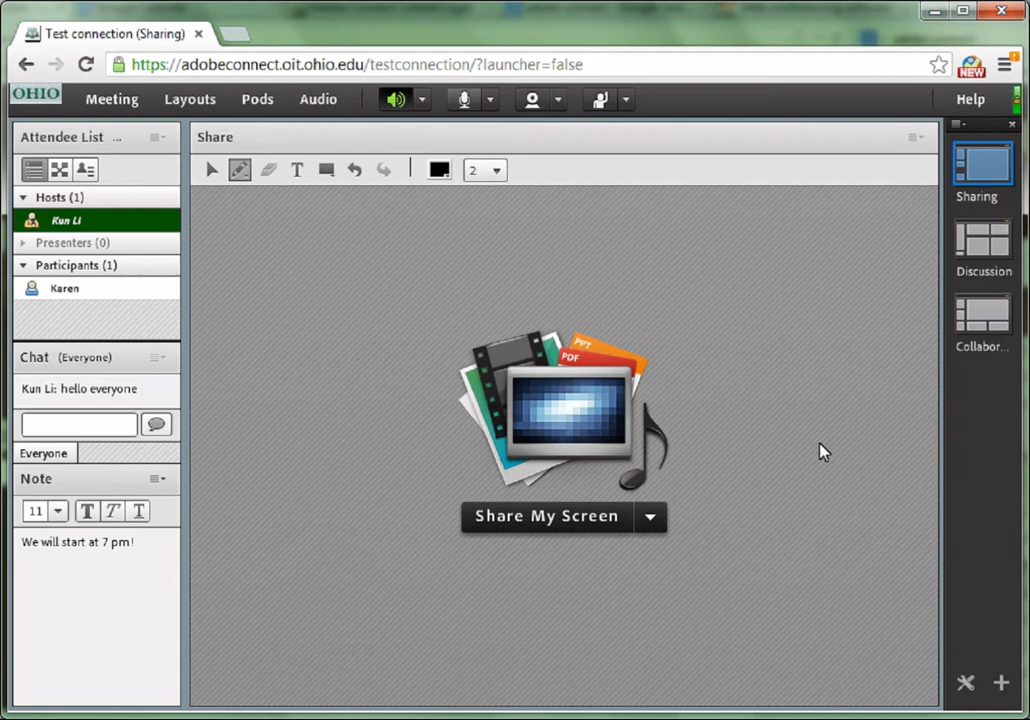 Test connection (Sharing)
https://adobeconnect.oit.ohio.edu/testconnection/?launcher=false
NEW
OHIO
Meeting
Layouts
Pods
Audio
Help
Attendee List ...
Share
T
2
Hosts (1)
Kun Li
Presenters (0)
Participants (1)
Karen
Sharing
Discussion
Collabor...
PPT
PDF
Share My Screen
Chat (Everyone)
Kun Li: hello everyone
Everyone
Note
11
T T T
We will start at 7 pm!